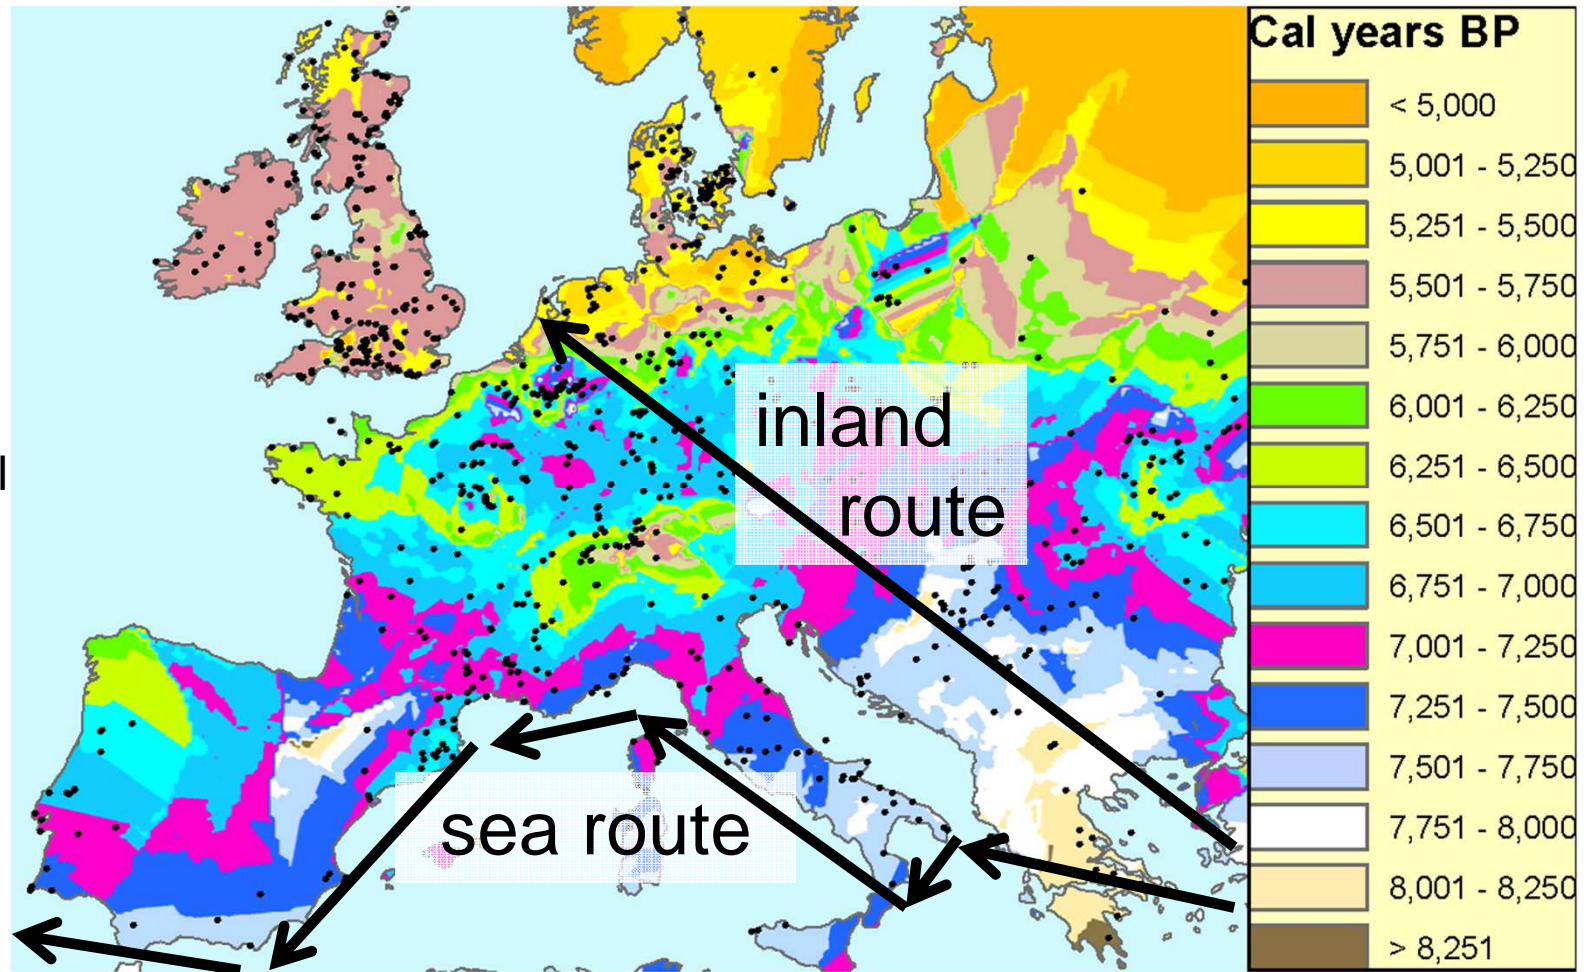 Cal years BP
< 5,000
5,001 - 5,250
5,251 - 5,500
5,501 - 5,750
5,751 - 6,000
6,001 - 6,250
6,251 - 6,500
6,501 - 6,750
6,751 - 7,000
7,001 - 7,250
7,251 - 7,500
7,501 - 7,750
7,751 - 8,000
8,001 - 8,250
> 8,251
inland
route
sea route
l